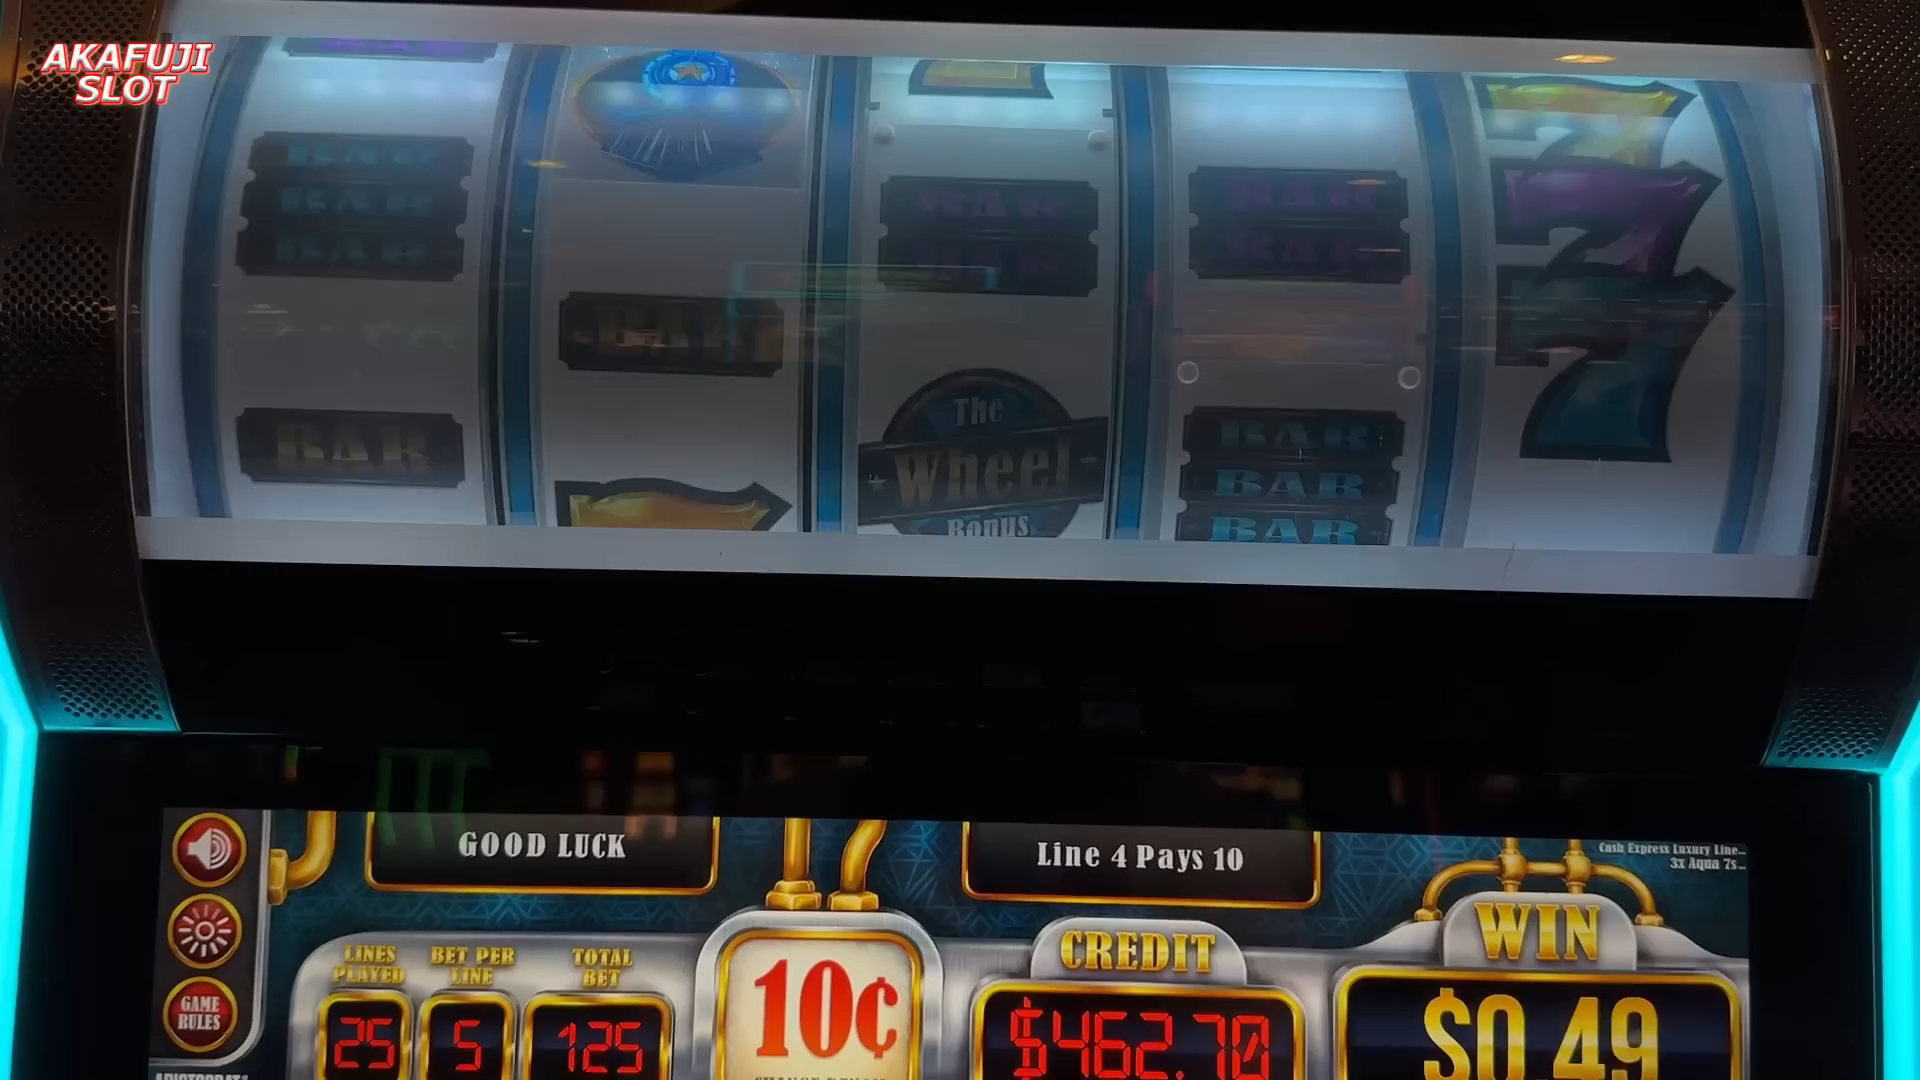 AKAFUJI
SLOT
BAR
BAR
BAR
BAR
BAR
BAR
BAR
BAR
BAR
The
Wheel
Bonus
BAR
BAR
BAR
GOOD LUCK
Line 4 Pays 10
Cash Express Luxury Line...
3x Aqua 7s...
LINES
PLAYED
BET PER
LINE
TOTAL
BET
25
5
125
10¢
CREDIT
$462.70
WIN
$0.49
GAME
RULES